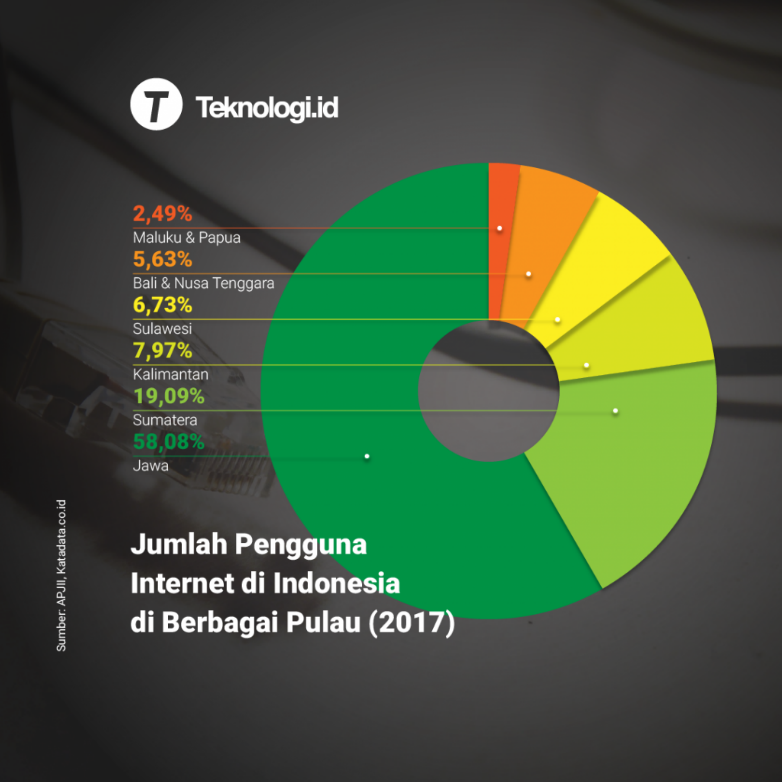 T Teknologi.id
2,49%
Maluku & Papua
5,63%
Bali & Nusa Tenggara
6,73%
Sulawesi
7,97%
Kalimantan
19,09%
Sumatera
58,08%
Jawa
Jumlah Pengguna
Internet di Indonesia
di Berbagai Pulau (2017)
Sumber: APJII, Katadata.co.id